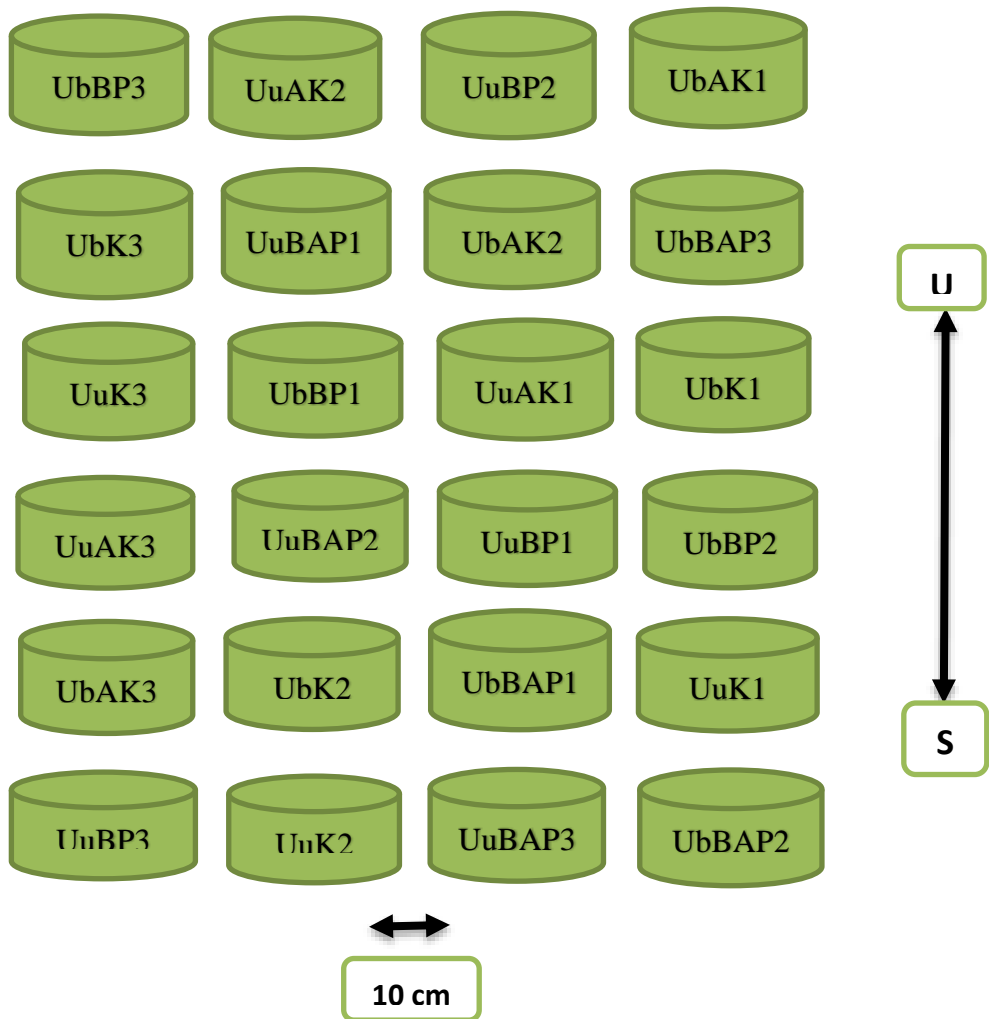 UbBP3 UuAK2 UuBP2 UbAK1
UbK3 UuBAP1 UbAK2 UbBAP3
U
UuK3 UbBP1 UuAK1 UbK1
UuAK3 UuBAP2 UuBP1 UbBP2
UbAK3 UbK2 UbBAP1 UuK1
S
UuBP3 UuK2 UuBAP3 UbBAP2
10 cm